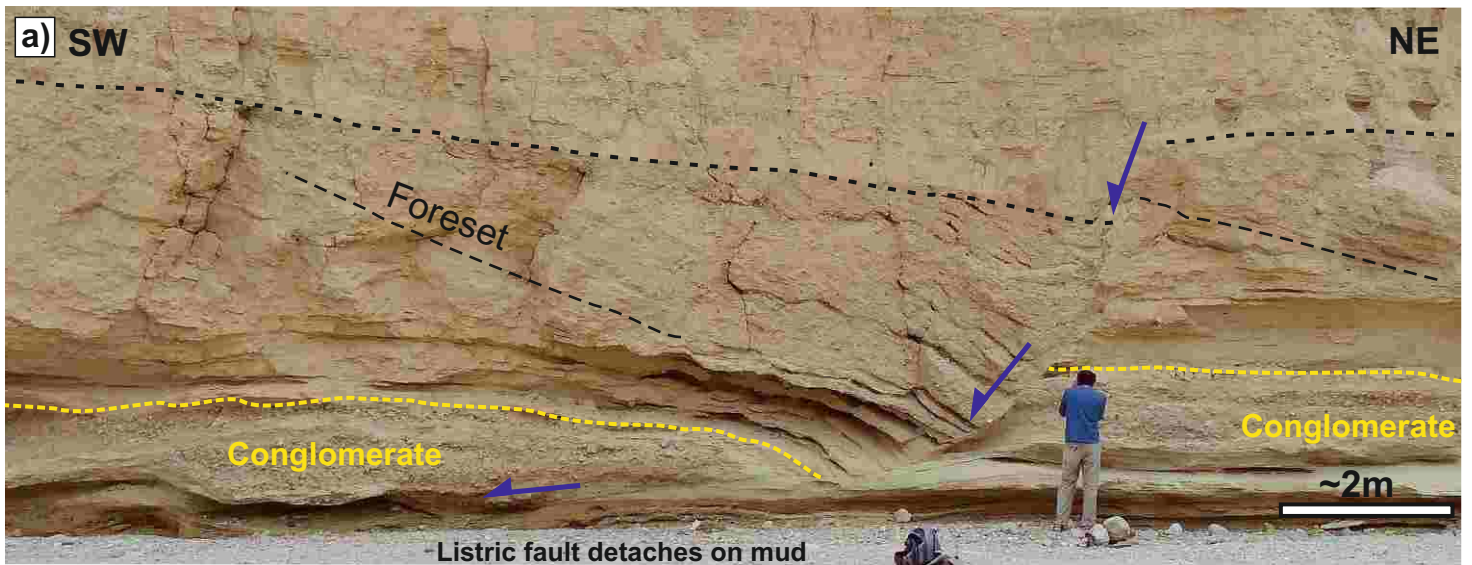 a) SW
NE
Foreset
Conglomerate
Conglomerate
~2m
Listric fault detaches on mud